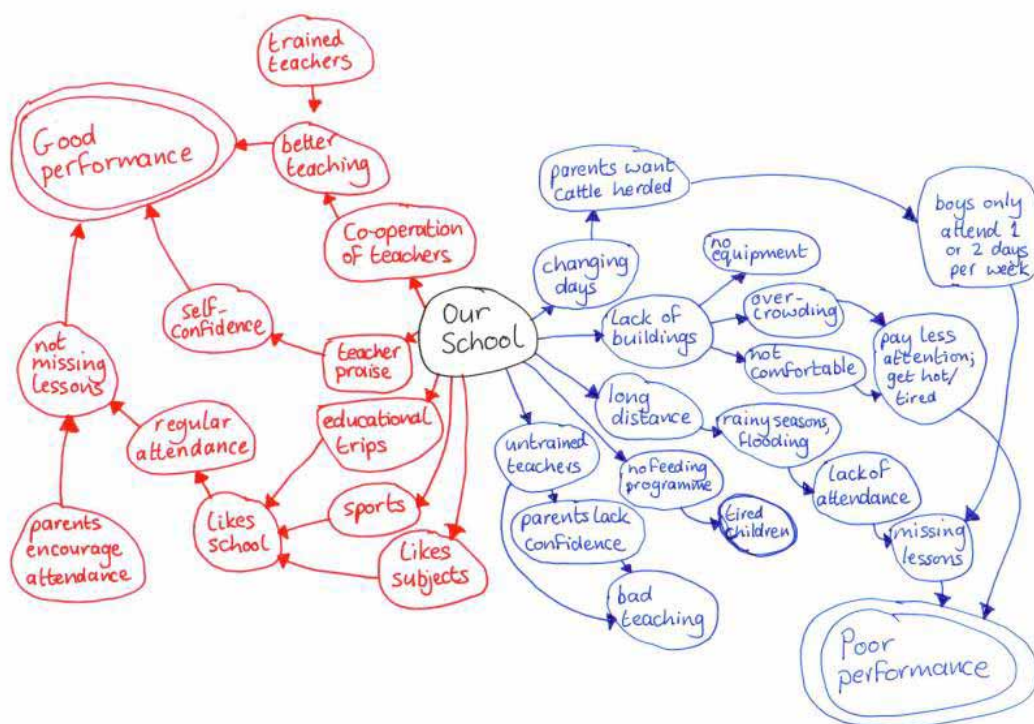 trained
teachers
Good
performance
better
teaching
Co-operation
of teachers
self-
confidence
teacher
praise
not
missing
lessons
regular
attendance
educational
trips
sports
Likes
school
Likes
subjects
parents
encourage
attendance
Our
School
parents want
cattle herded
boys only
attend 1
or 2 days
per week
changing
days
no
equipment
Lack of
buildings
over-
crowding
not
comfortable
pay less
attention;
get hot/
tired
long
distance
rainy seasons,
flooding
untrained
teachers
no feeding
programme
lack of
attendance
tired
children
parents lack
confidence
missing
lessons
bad
teaching
Poor
performance